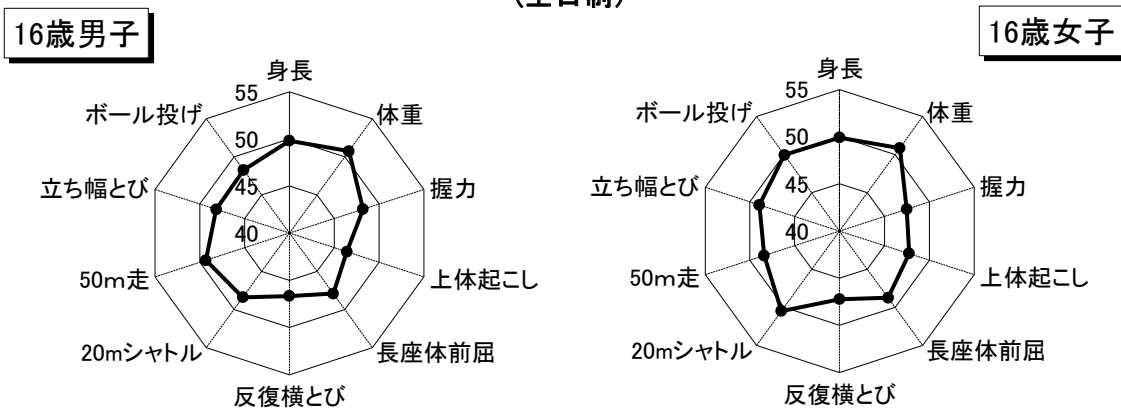 (全日制)
16歳男子
身長
体重
握力
上体起こし
長座体前屈
反復横とび
20mシャトル
50m走
立ち幅とび
ボール投げ
55
50
45
40
16歳女子
身長
体重
握力
上体起こし
長座体前屈
反復横とび
20mシャトル
50m走
立ち幅とび
ボール投げ
55
50
45
40